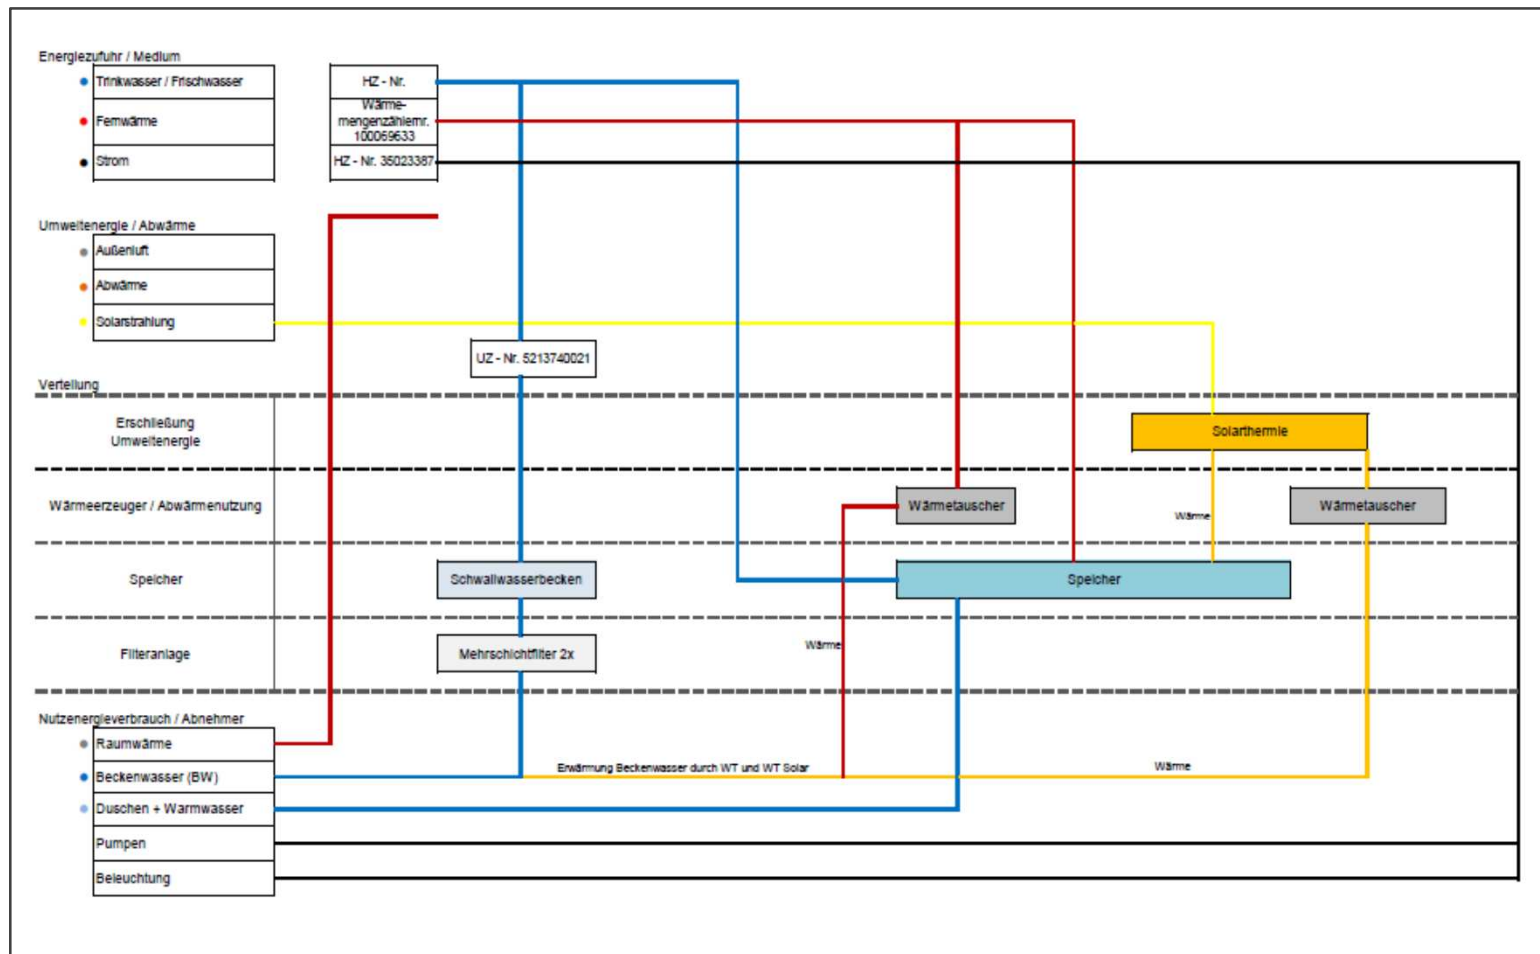 Energiezufuhr / Medium
Trinkwasser / Frischwasser
HZ - Nr.
Fernwärme
Wärme-
mengenzählernr.
100069633
Strom
HZ - Nr. 35023387
Umweltenergie / Abwärme
Außenluft
Abwärme
Solarstrahlung
UZ - Nr. 5213740021
Verteilung
Erschließung
Umweltenergie
Solarthermie
Wärmeerzeuger / Abwärmenutzung
Wärmetauscher
Wärme
Wärmetauscher
Speicher
Schwallwasserbecken
Speicher
Filteranlage
Mehrschichtfilter 2x
Wärme
Nutzenergieverbrauch / Abnehmer
Raumwärme
Beckenwasser (BW)
Erwärmung Beckenwasser durch WT und WT Solar
Wärme
Duschen + Warmwasser
Pumpen
Beleuchtung